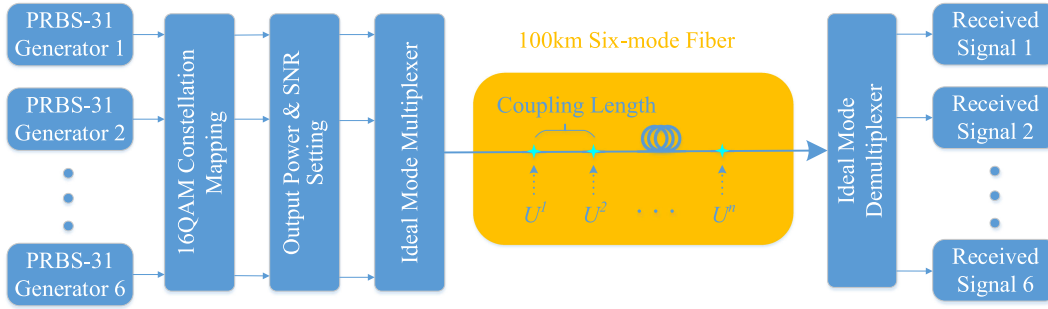 PRBS-31
Generator 1
PRBS-31
Generator 2
PRBS-31
Generator 6
16QAM Constellation
Mapping
Output Power & SNR
Setting
Ideal Mode Multiplexer
100km Six-mode Fiber
Coupling Length
U¹ U² · · · Uⁿ
Ideal Mode
Demultiplexer
Received
Signal 1
Received
Signal 2
Received
Signal 6